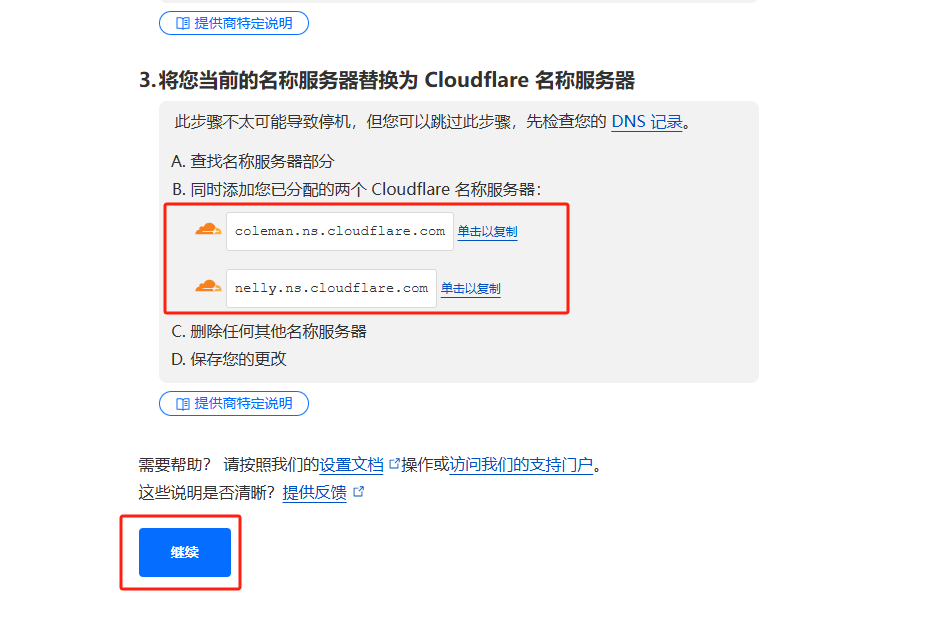 提供商特定说明
3.将您当前的名称服务器替换为 Cloudflare 名称服务器
此步骤不太可能导致停机，但您可以跳过此步骤，先检查您的 DNS 记录。
A. 查找名称服务器部分
B. 同时添加您已分配的两个 Cloudflare 名称服务器：
coleman.ns.cloudflare.com 单击以复制
nelly.ns.cloudflare.com 单击以复制
C. 删除任何其他名称服务器
D. 保存您的更改
提供商特定说明
需要帮助？ 请按照我们的设置文档操作或访问我们的支持门户。
这些说明是否清晰？提供反馈
继续